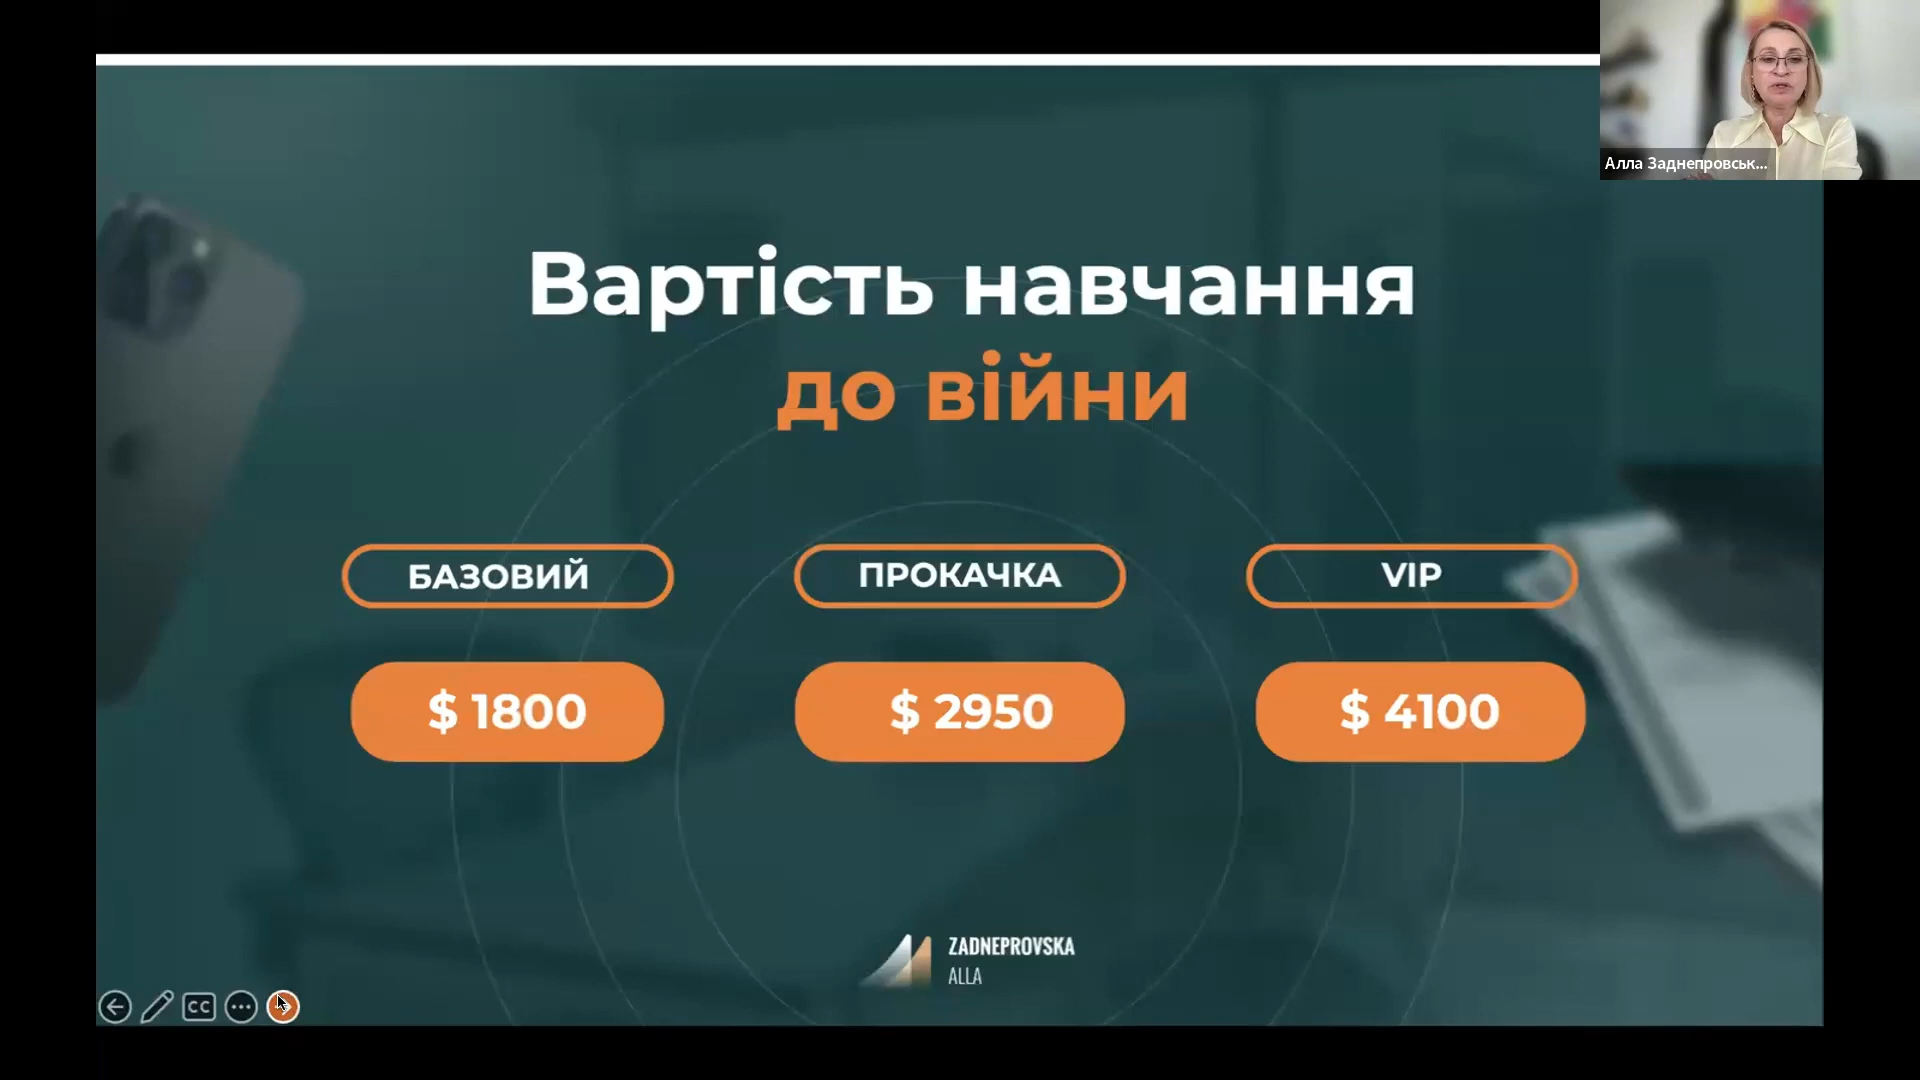 Алла Заднепровськ...
Вартість навчання
до війни
БАЗОВИЙ
ПРОКАЧКА
VIP
$ 1800
$ 2950
$ 4100
ZADNEPROVSKA
ALLA
CC